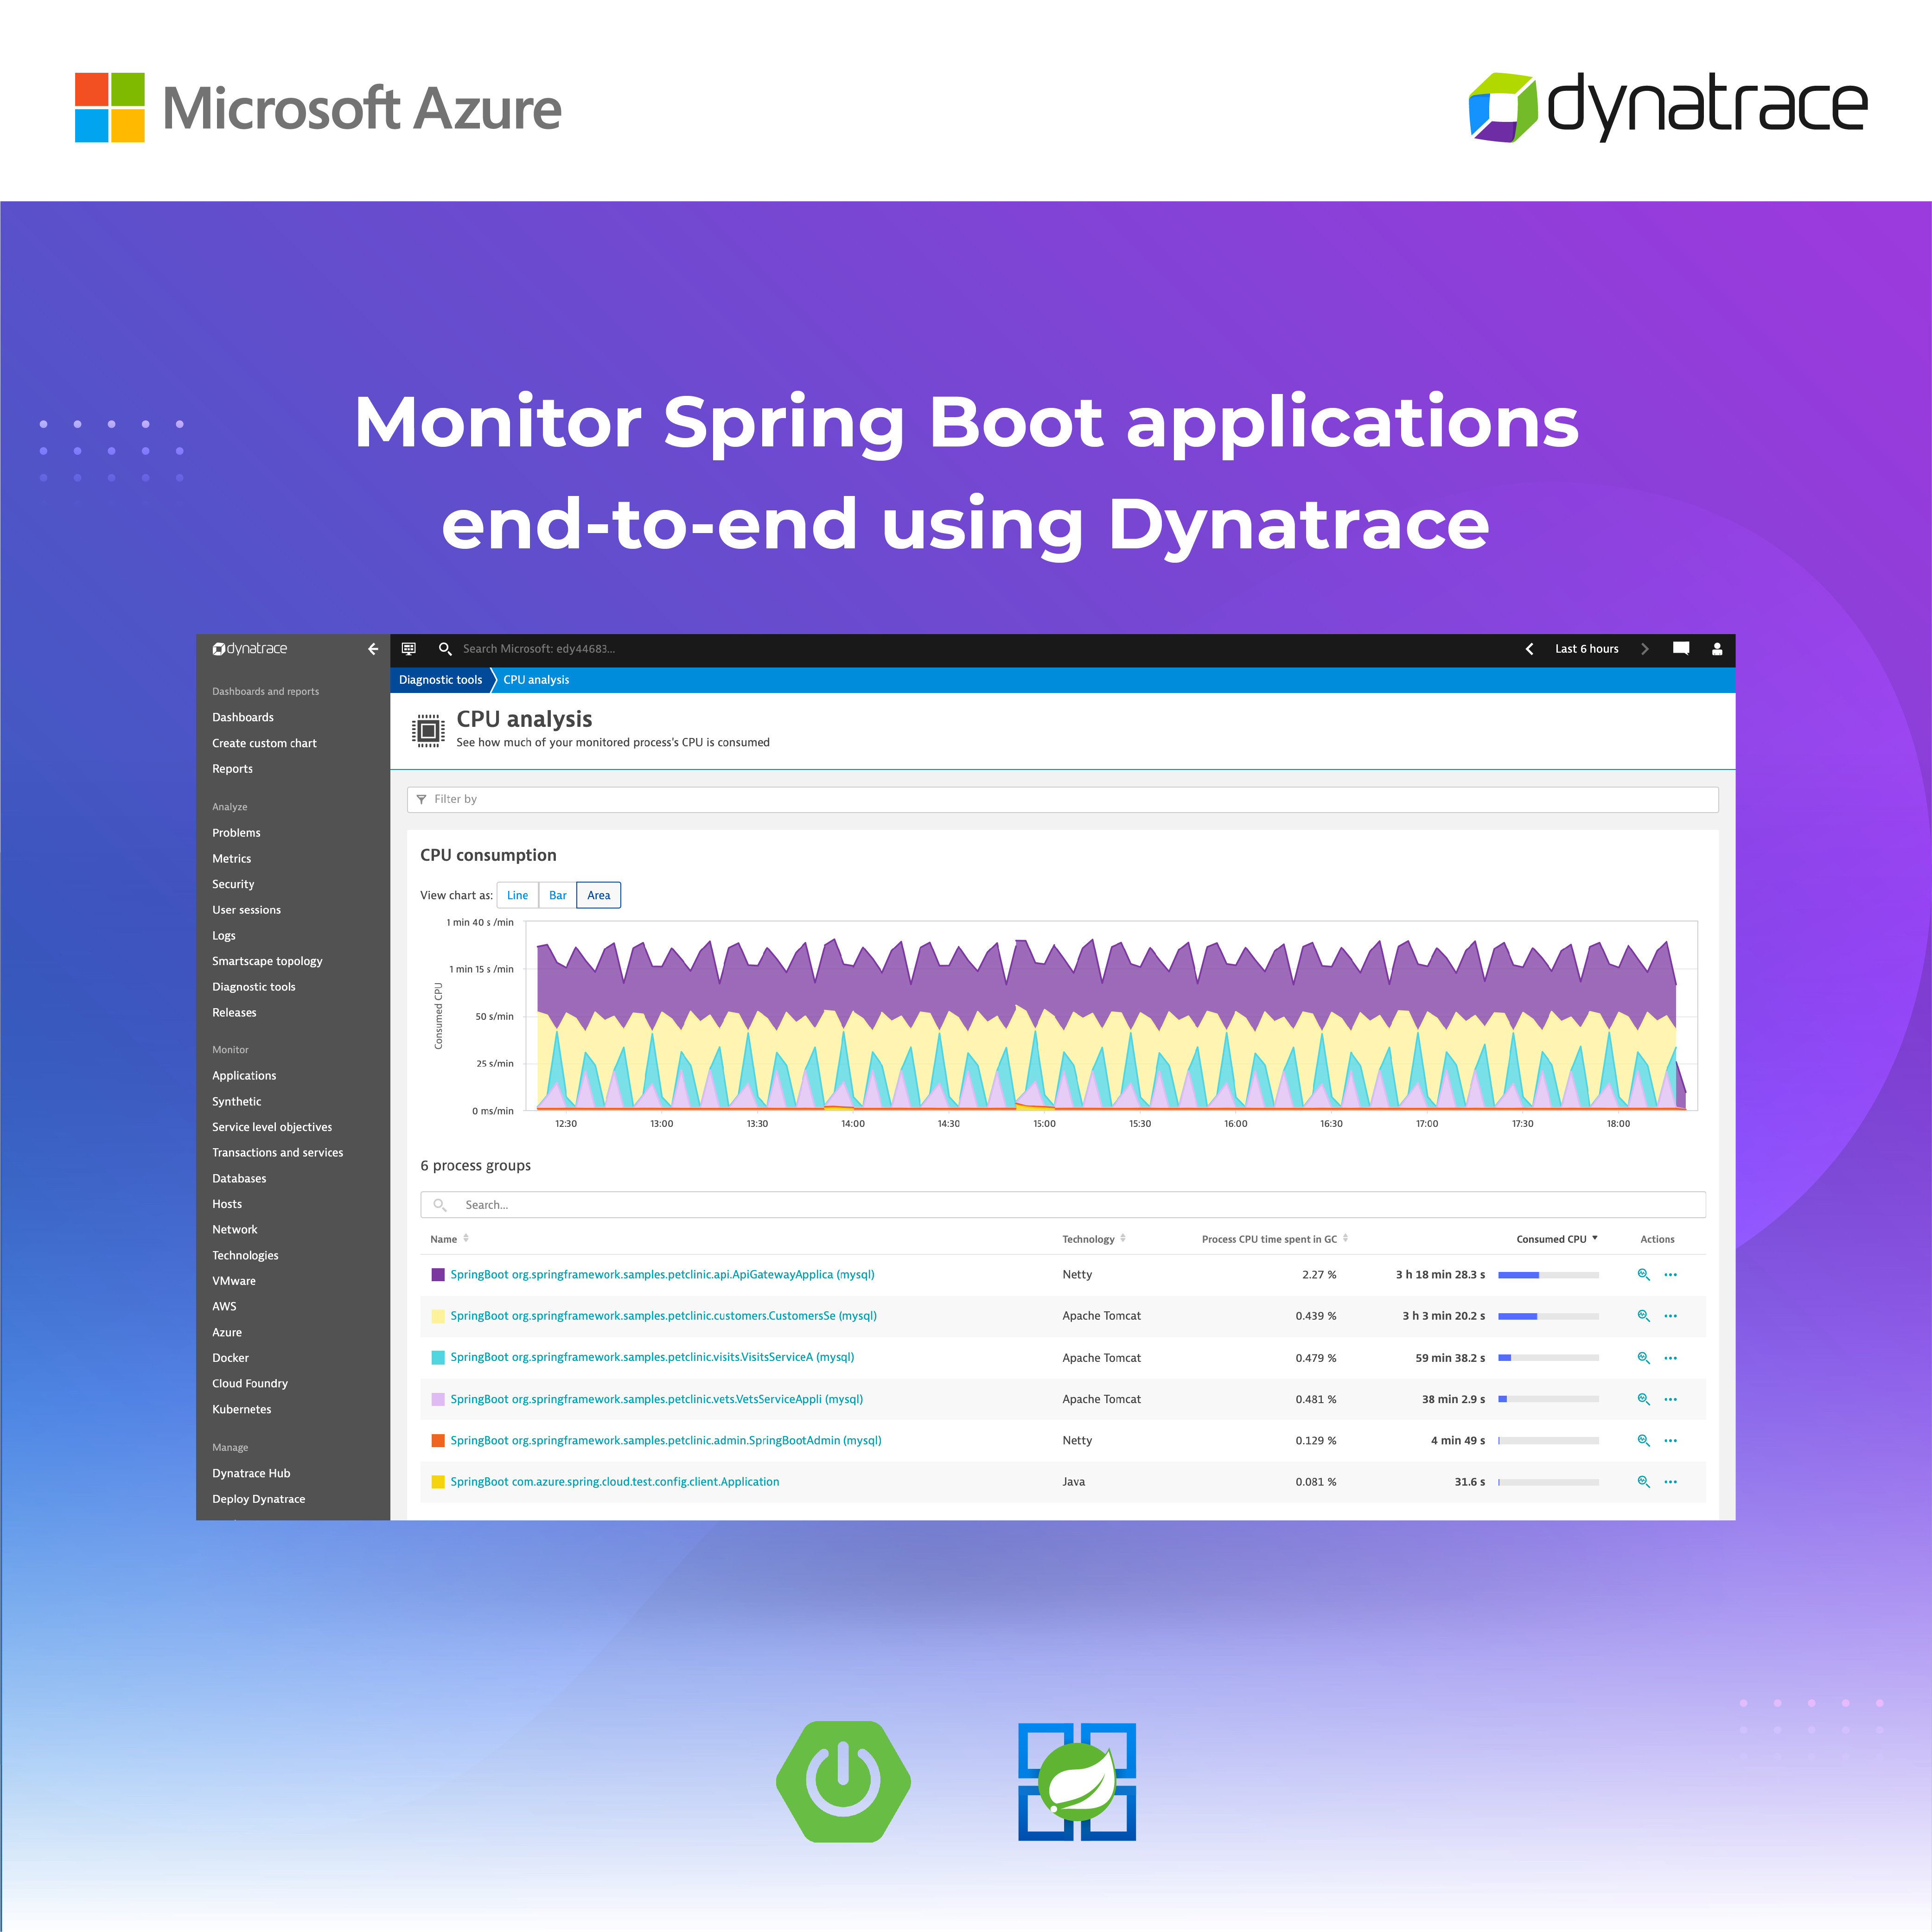 Microsoft Azure
dynatrace
Monitor Spring Boot applications
end-to-end using Dynatrace
dynatrace
Dashboards and reports
Dashboards
Create custom chart
Reports
Analyze
Problems
Metrics
Security
User sessions
Logs
Smartscape topology
Diagnostic tools
Releases
Monitor
Applications
Synthetic
Service level objectives
Transactions and services
Databases
Hosts
Network
Technologies
VMware
AWS
Azure
Docker
Cloud Foundry
Kubernetes
Manage
Dynatrace Hub
Deploy Dynatrace
Search Microsoft: edy44683...
Last 6 hours
Diagnostic tools CPU analysis
CPU analysis
See how much of your monitored process's CPU is consumed
Filter by
CPU consumption
View chart as: Line Bar Area
Consumed CPU
1 min 40 s /min
1 min 15 s /min
50 s/min
25 s/min
0 ms/min
12:30 13:00 13:30 14:00 14:30 15:00 15:30 16:00 16:30 17:00 17:30 18:00
6 process groups
Search...
Name Technology Process CPU time spent in GC Consumed CPU Actions
SpringBoot org.springframework.samples.petclinic.api.ApiGatewayApplica (mysql) Netty 2.27 % 3 h 18 min 28.3 s
SpringBoot org.springframework.samples.petclinic.customers.CustomersSe (mysql) Apache Tomcat 0.439 % 3 h 3 min 20.2 s
SpringBoot org.springframework.samples.petclinic.visits.VisitsServiceA (mysql) Apache Tomcat 0.479 % 59 min 38.2 s
SpringBoot org.springframework.samples.petclinic.vets.VetsServiceAppli (mysql) Apache Tomcat 0.481 % 38 min 2.9 s
SpringBoot org.springframework.samples.petclinic.admin.SpringBootAdmin (mysql) Netty 0.129 % 4 min 49 s
SpringBoot com.azure.spring.cloud.test.config.client.Application Java 0.081 % 31.6 s